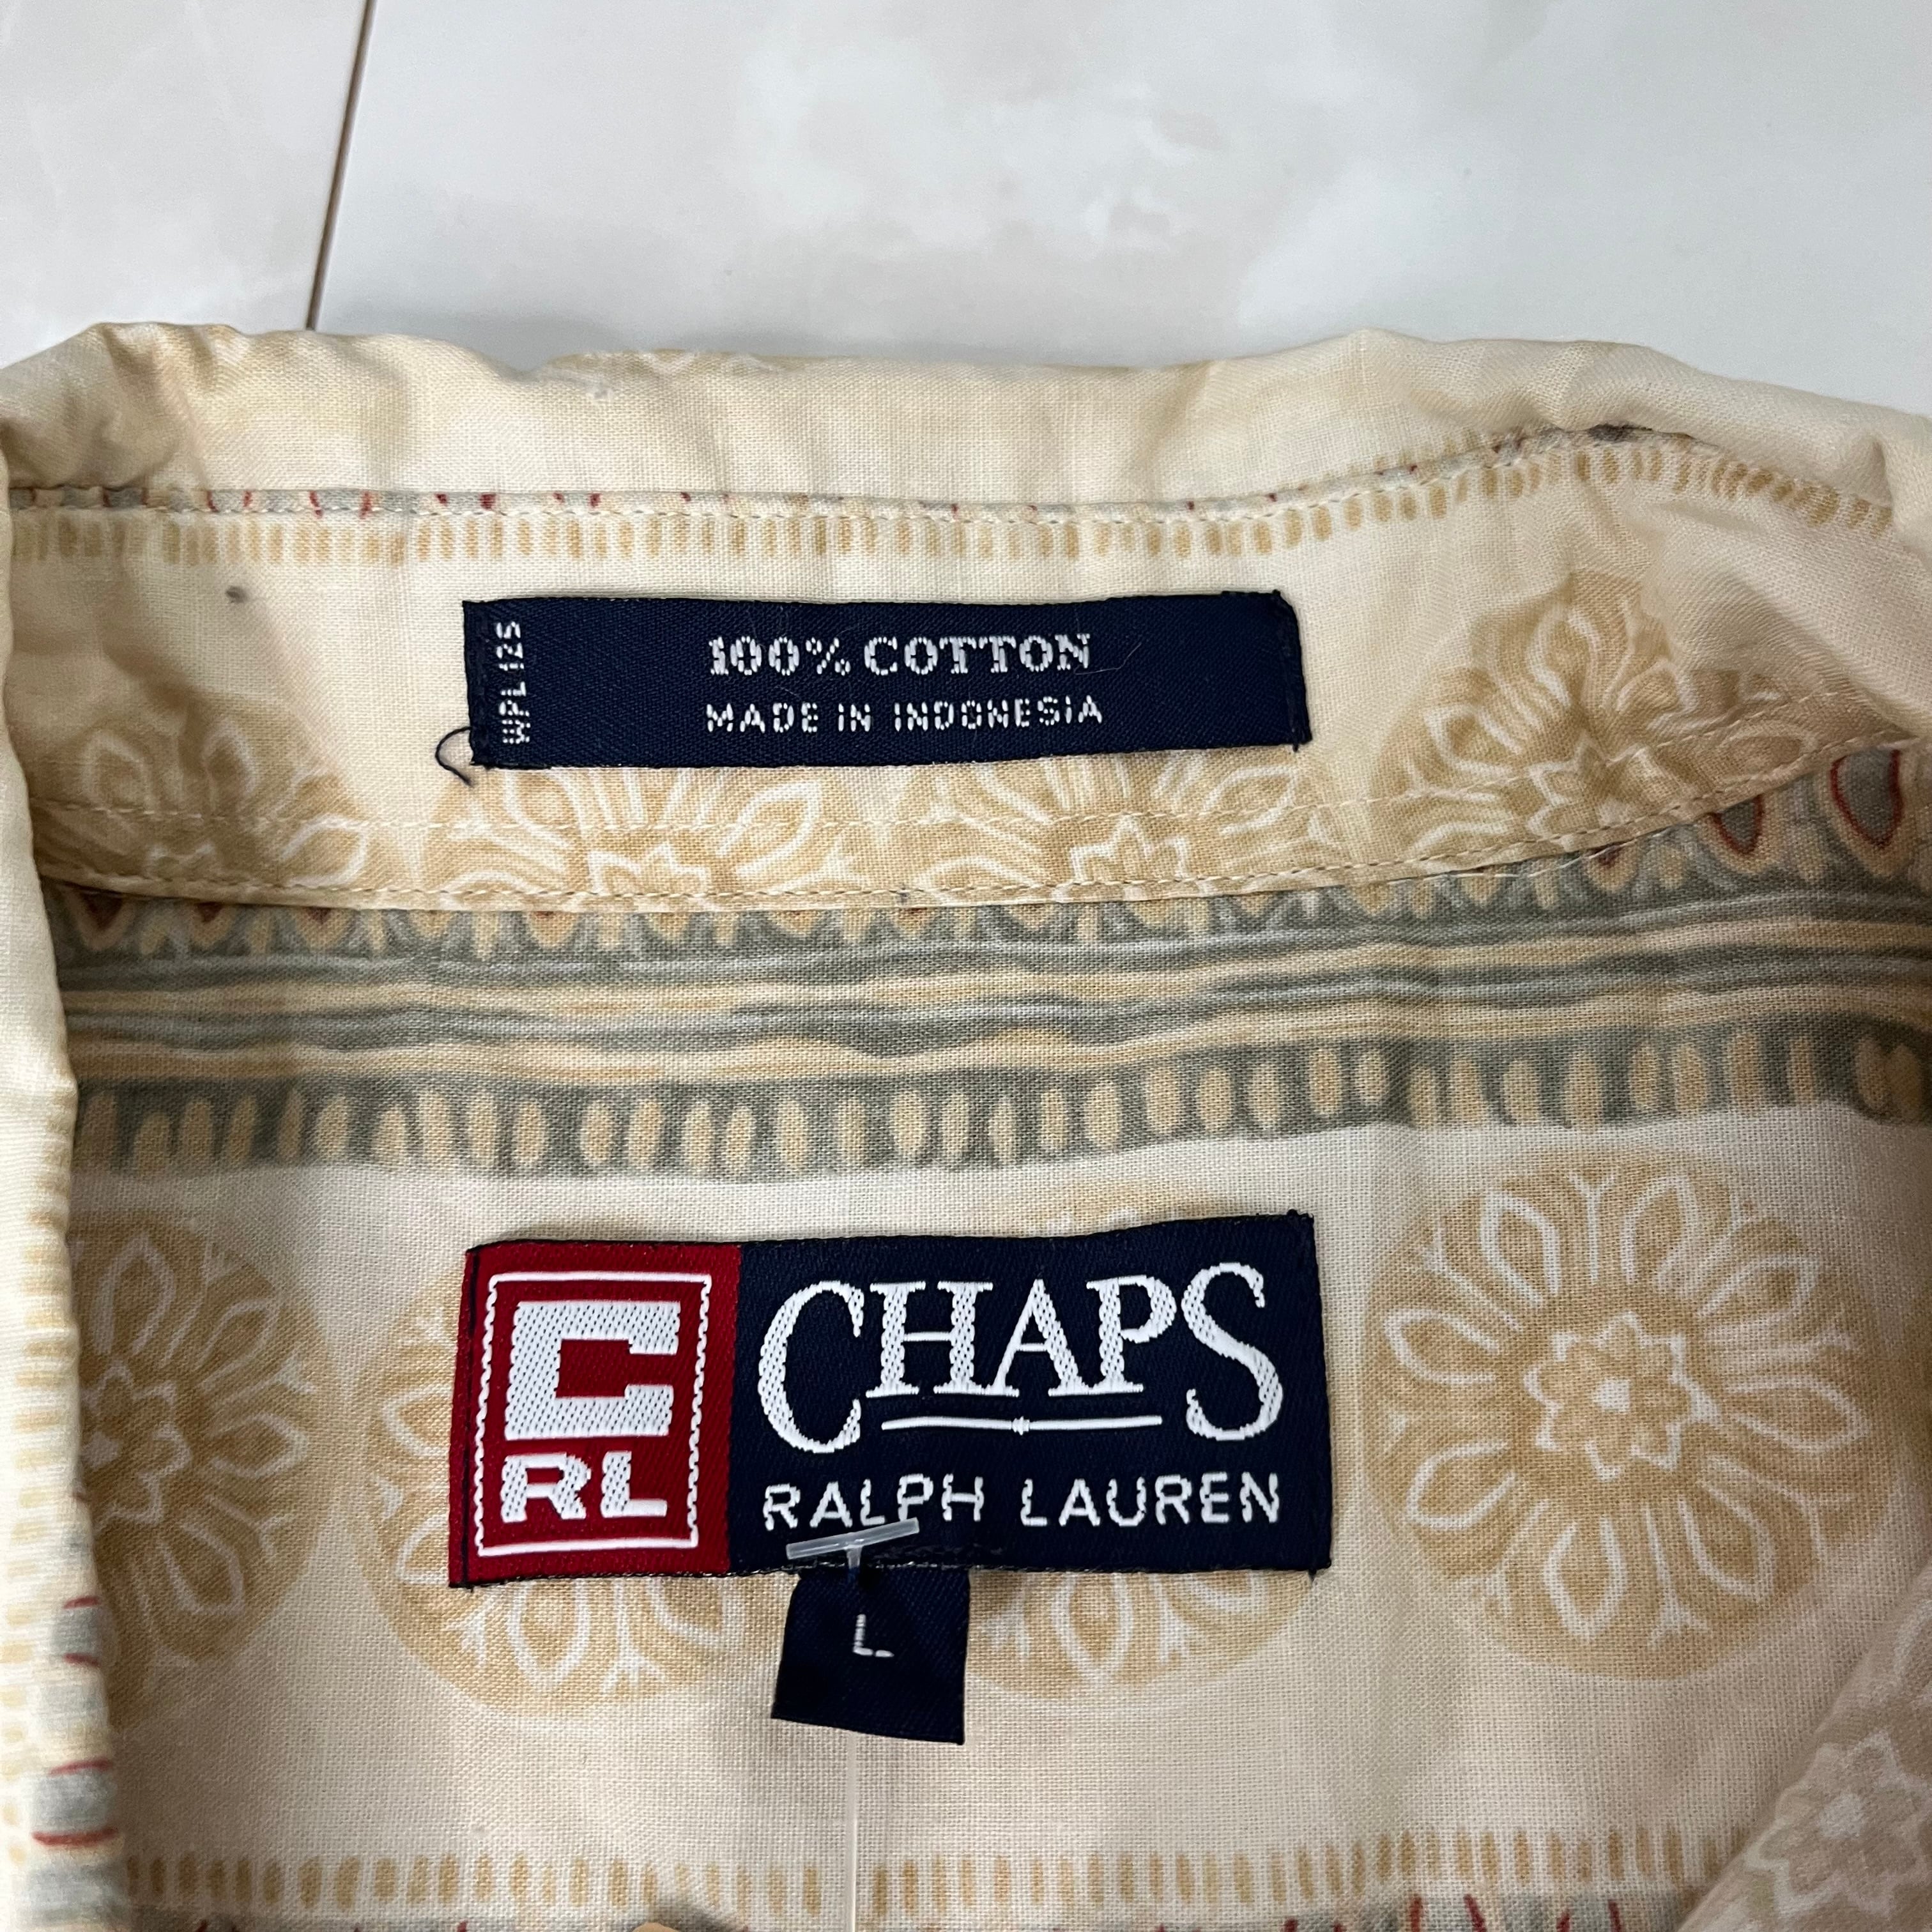 WPL 125
100% COTTON
MADE IN INDONESIA
C
RL
CHAPS
RALPH LAUREN
L